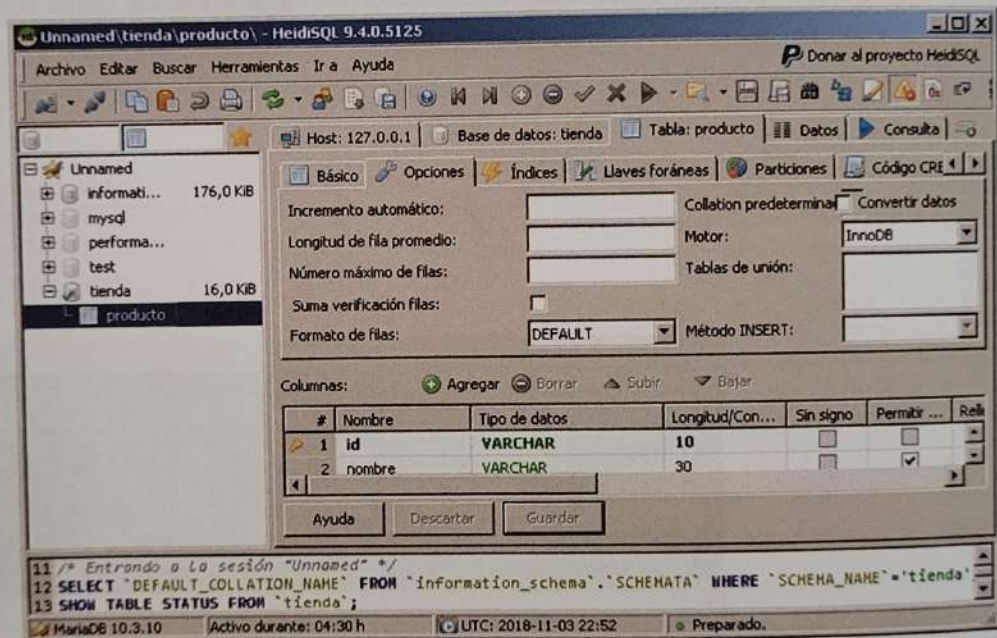 Unnamed\tienda\producto\ - HeidiSQL 9.4.0.5125
Archivo Editar Buscar Herramientas Ir a Ayuda
Donar al proyecto HeidiSQL
Host: 127.0.0.1 Base de datos: tienda Tabla: producto Datos Consulta
Unnamed
informati... 176,0 KiB
mysql
performa...
test
tienda 16,0 KiB
producto
Básico Opciones Índices Llaves foráneas Particiones Código CRE
Incremento automático:
Collation predetermina Convertir datos
Longitud de fila promedio:
Motor: InnoDB
Número máximo de filas:
Tablas de unión:
Suma verificación filas:
Formato de filas: DEFAULT
Método INSERT:
Columnas: Agregar Borrar Subir Bajar
# Nombre Tipo de datos Longitud/Con... Sin signo Permitir ... Rell
1 id VARCHAR 10
2 nombre VARCHAR 30
Ayuda Descartar Guardar
11 /* Entrando a la sesión "Unnamed" */
12 SELECT `DEFAULT_COLLATION_NAME` FROM `information_schema`.`SCHEMATA` WHERE `SCHEMA_NAME`='tienda'
13 SHOW TABLE STATUS FROM `tienda`;
MariaDB 10.3.10 Activo durante: 04:30 h UTC: 2018-11-03 22:52 Preparado.